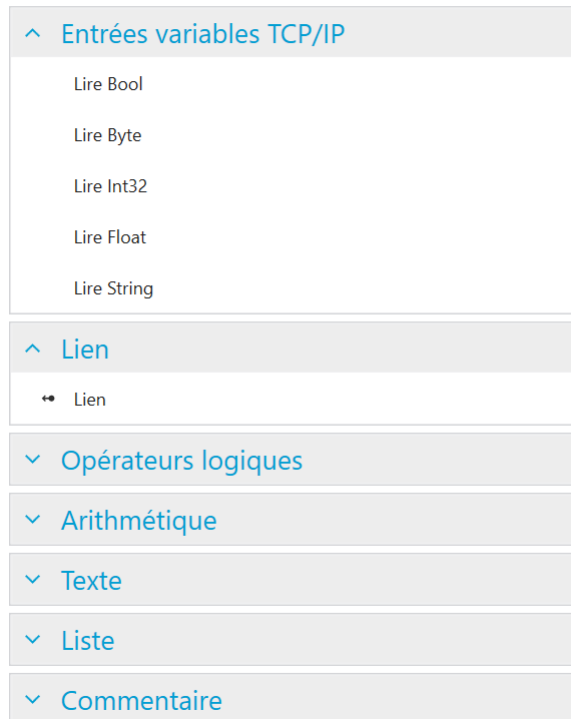 Entrées variables TCP/IP
Lire Bool
Lire Byte
Lire Int32
Lire Float
Lire String
Lien
Lien
Opérateurs logiques
Arithmétique
Texte
Liste
Commentaire